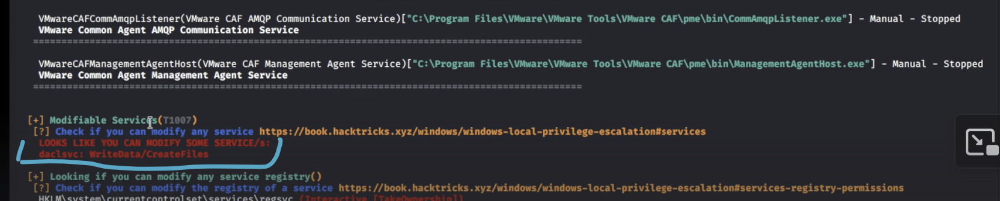 VMwareCAFCommAmqpListener(VMware CAF AMQP Communication Service)["C:\Program Files\VMware\VMware Tools\VMware CAF\pme\bin\CommAmqpListener.exe"] - Manual - Stopped
VMware Common Agent AMQP Communication Service
=================================================================================================
VMwareCAFManagementAgentHost(VMware CAF Management Agent Service)["C:\Program Files\VMware\VMware Tools\VMware CAF\pme\bin\ManagementAgentHost.exe"] - Manual - Stopped
VMware Common Agent Management Agent Service
=================================================================================================
[+] Modifiable Services(T1007)
[?] Check if you can modify any service https://book.hacktricks.xyz/windows/windows-local-privilege-escalation#services
LOOKS LIKE YOU CAN MODIFY SOME SERVICE/s:
daclsvc: WriteData/CreateFiles
[+] Looking if you can modify any service registry()
[?] Check if you can modify the registry of a service https://book.hacktricks.xyz/windows/windows-local-privilege-escalation#services-registry-permissions
HKLM\system\currentcontrolset\services\regsvc (Interactive [TakeOwnership])